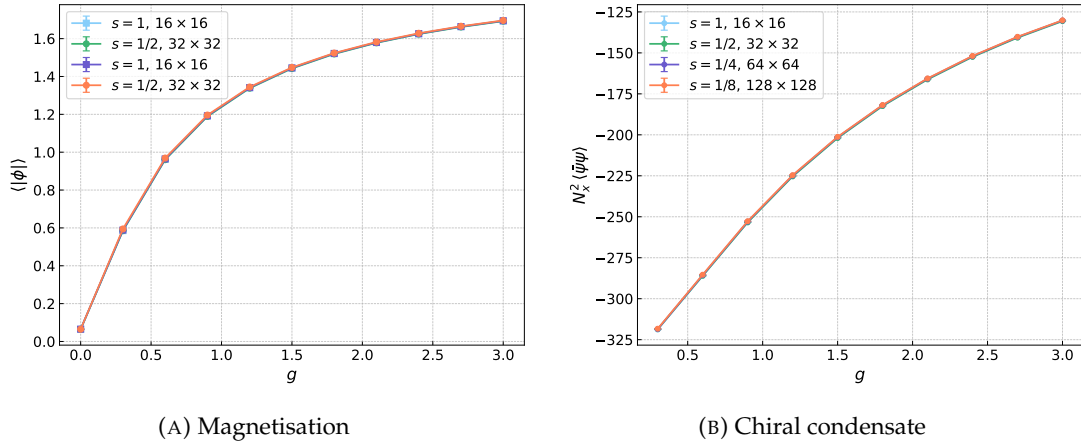 s = 1, 16 × 16
s = 1/2, 32 × 32
s = 1, 16 × 16
s = 1/2, 32 × 32
1.6
1.4
1.2
1.0
0.8
0.6
0.4
0.2
0.0
⟨|ϕ|⟩
0.0 0.5 1.0 1.5 2.0 2.5 3.0
g
(A) Magnetisation
s = 1, 16 × 16
s = 1/2, 32 × 32
s = 1/4, 64 × 64
s = 1/8, 128 × 128
−125
−150
−175
−200
−225
−250
−275
−300
−325
N_x^2 ⟨ψ̄ψ⟩
0.5 1.0 1.5 2.0 2.5 3.0
g
(B) Chiral condensate